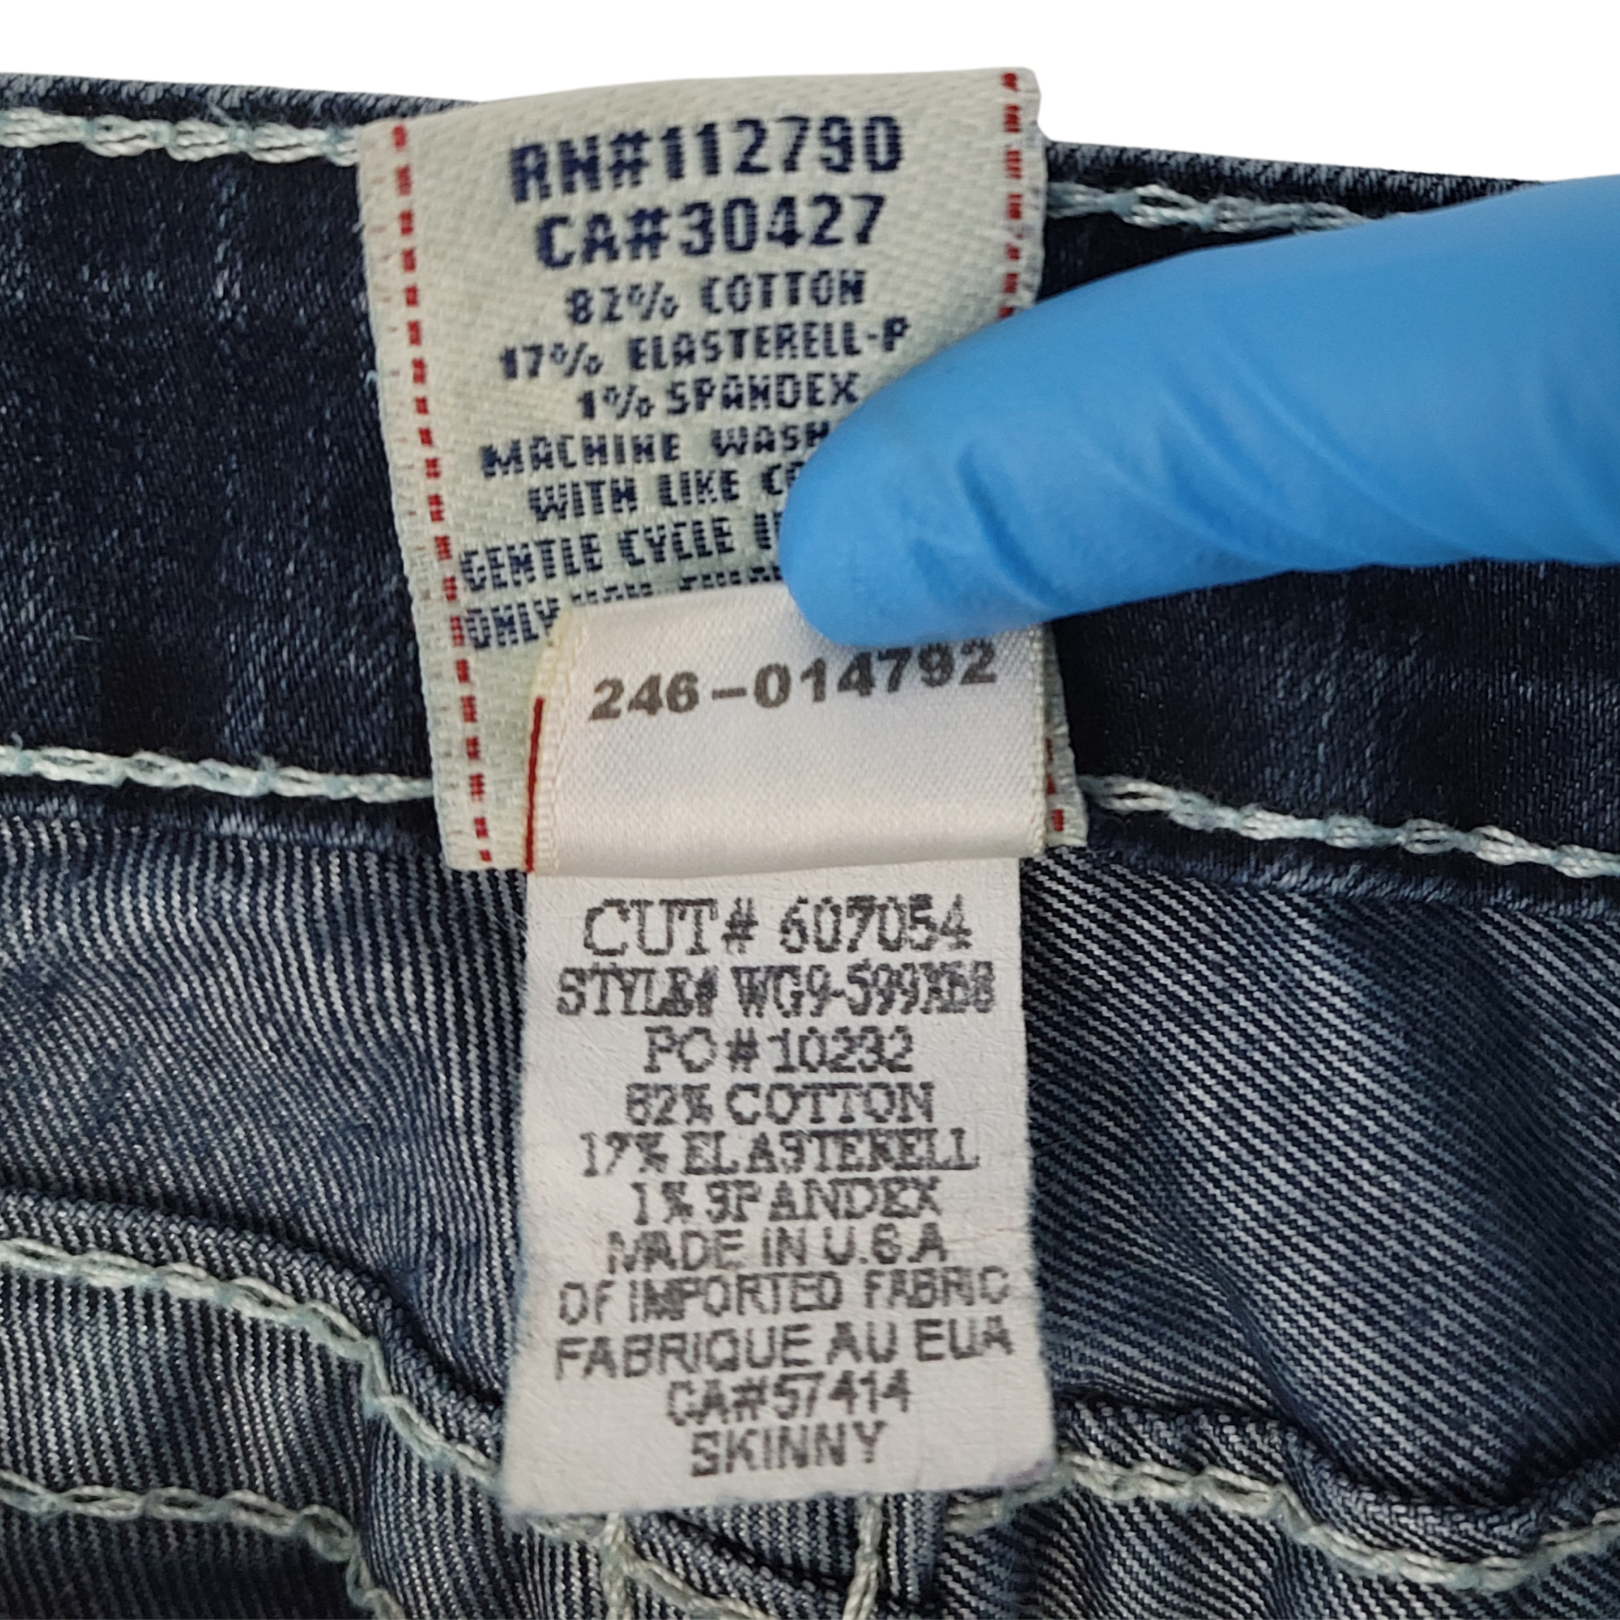 RN#112790
CA#30427
82% COTTON
17% ELASTERELL-P
1% SPANDEX
MACHINE WASH
WITH LIKE
GENTLE CYCLE
ONLY
246-014792
CUT# 607054
STYLE#
PO#10232
82% COTTON
17% ELASTERELL
1% SPANDEX
MADE IN U.S.A
OF IMPORTED FABRIC
FABRIQUE AU EUA
CA#57414
SKINNY